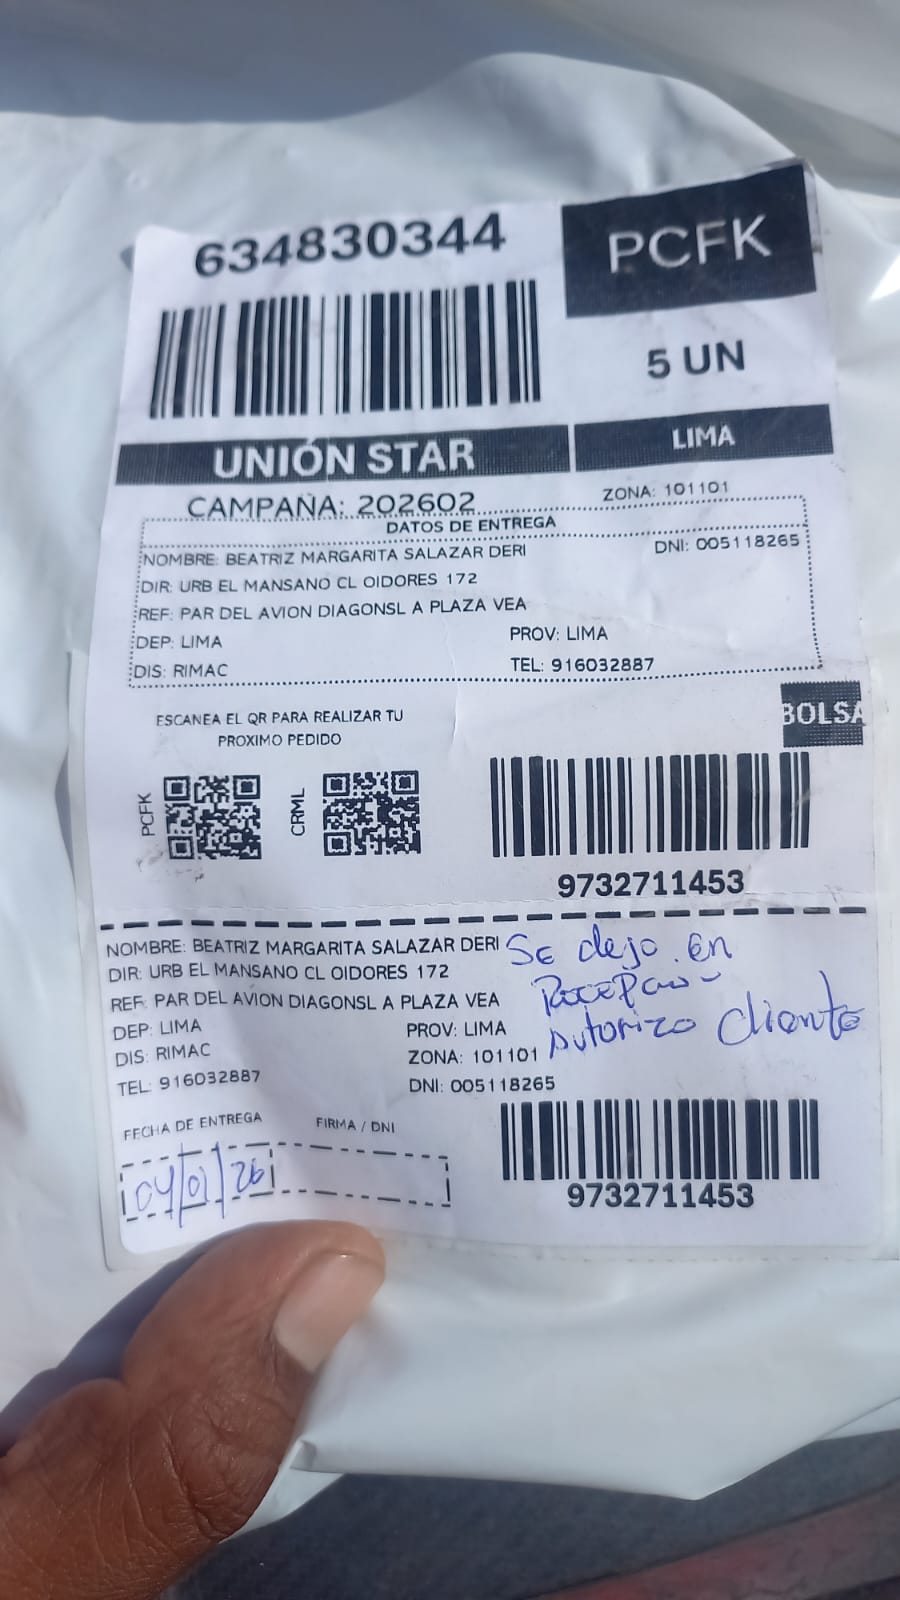 634830344
PCFK
5 UN
UNIÓN STAR
LIMA
CAMPAÑA: 202602
ZONA: 101101
DATOS DE ENTREGA
NOMBRE: BEATRIZ MARGARITA SALAZAR DERI
DNI: 005118265
DIR: URB EL MANSANO CL OIDORES 172
REF: PAR DEL AVION DIAGONSL A PLAZA VEA
DEP: LIMA
PROV: LIMA
DIS: RIMAC
TEL: 916032887
ESCANEA EL QR PARA REALIZAR TU
PROXIMO PEDIDO
BOLSA
PCFK
CRML
9732711453
NOMBRE: BEATRIZ MARGARITA SALAZAR DERI
DIR: URB EL MANSANO CL OIDORES 172
REF: PAR DEL AVION DIAGONSL A PLAZA VEA
DEP: LIMA
PROV: LIMA
DIS: RIMAC
ZONA: 101101
TEL: 916032887
DNI: 005118265
Se dejo en
Autorizo Cliente
FECHA DE ENTREGA
FIRMA / DNI
04/01/26
9732711453